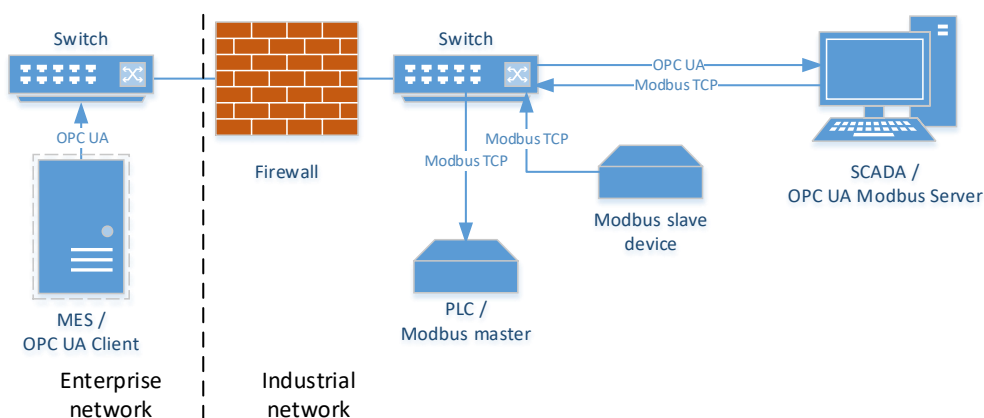 Switch
OPC UA
MES /
OPC UA Client
Enterprise
network
Firewall
Industrial
network
Switch
OPC UA
Modbus TCP
Modbus TCP
Modbus TCP
Modbus slave
device
PLC /
Modbus master
SCADA /
OPC UA Modbus Server